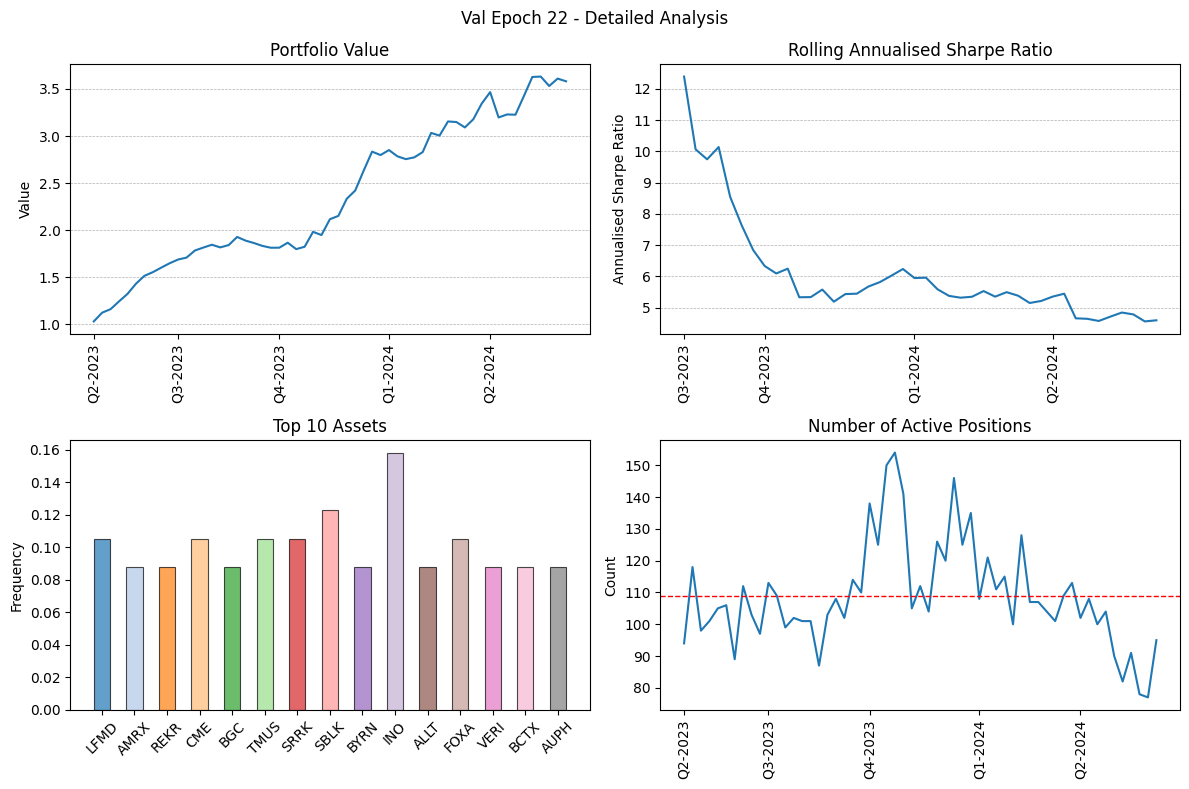 Val Epoch 22 - Detailed Analysis
Portfolio Value
Value
3.5
3.0
2.5
2.0
1.5
1.0
Q2-2023
Q3-2023
Q4-2023
Q1-2024
Q2-2024
Rolling Annualised Sharpe Ratio
Annualised Sharpe Ratio
12
11
10
9
8
7
6
5
Q3-2023
Q4-2023
Q1-2024
Q2-2024
Top 10 Assets
Frequency
0.16
0.14
0.12
0.10
0.08
0.06
0.04
0.02
0.00
LFMD
AMRX
REKR
CME
BGC
TMUS
SRRK
SBLK
BYRN
INO
ALLT
FOXA
VERI
BCTX
AUPH
Number of Active Positions
Count
150
140
130
120
110
100
90
80
Q2-2023
Q3-2023
Q4-2023
Q1-2024
Q2-2024